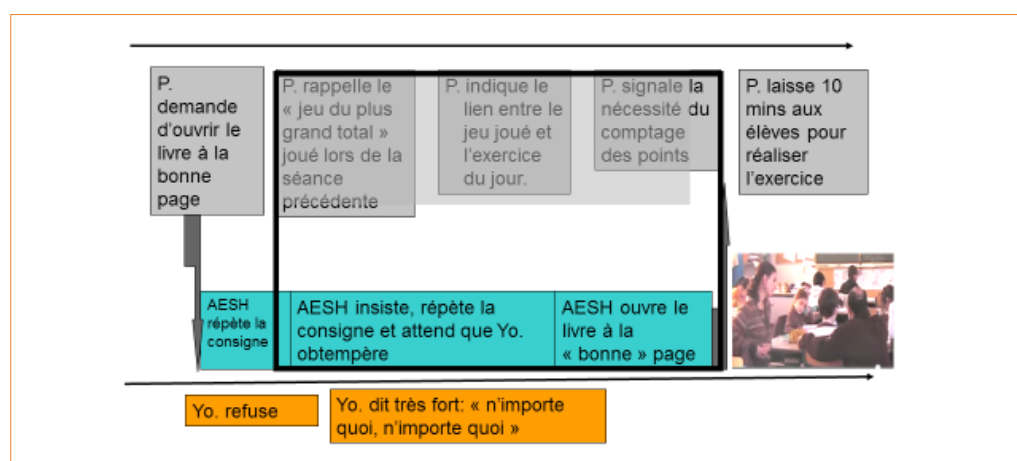 P.
demande
d'ouvrir le
livre à la
bonne
page
P. rappelle le
« jeu du plus
grand total »
joué lors de la
séance
précédente
P. indique le
lien entre le
jeu joué et
l'exercice
du jour.
P. signale la
nécessité du
comptage
des points
P. laisse 10
mins aux
élèves pour
réaliser
l'exercice
AESH
répète la
consigne
AESH insiste, répète la
consigne et attend que Yo.
obtempère
AESH ouvre le
livre à la
« bonne » page
Yo. refuse
Yo. dit très fort: « n'importe
quoi, n'importe quoi »